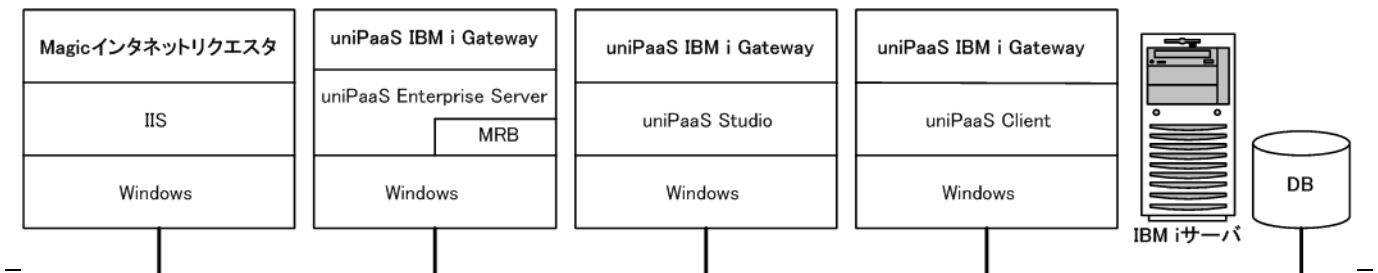 Magicインタネットリクエスタ
IIS
Windows
uniPaaS IBM i Gateway
uniPaaS Enterprise Server
MRB
Windows
uniPaaS IBM i Gateway
uniPaaS Studio
Windows
uniPaaS IBM i Gateway
uniPaaS Client
Windows
IBM iサーバ
DB